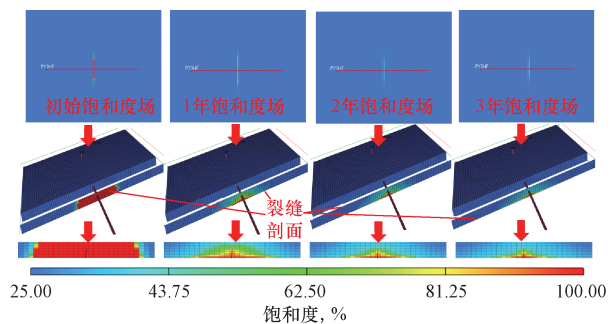 初始饱和度场
1年饱和度场
2年饱和度场
3年饱和度场
裂缝
剖面
25.00 43.75 62.50 81.25 100.00
饱和度, %